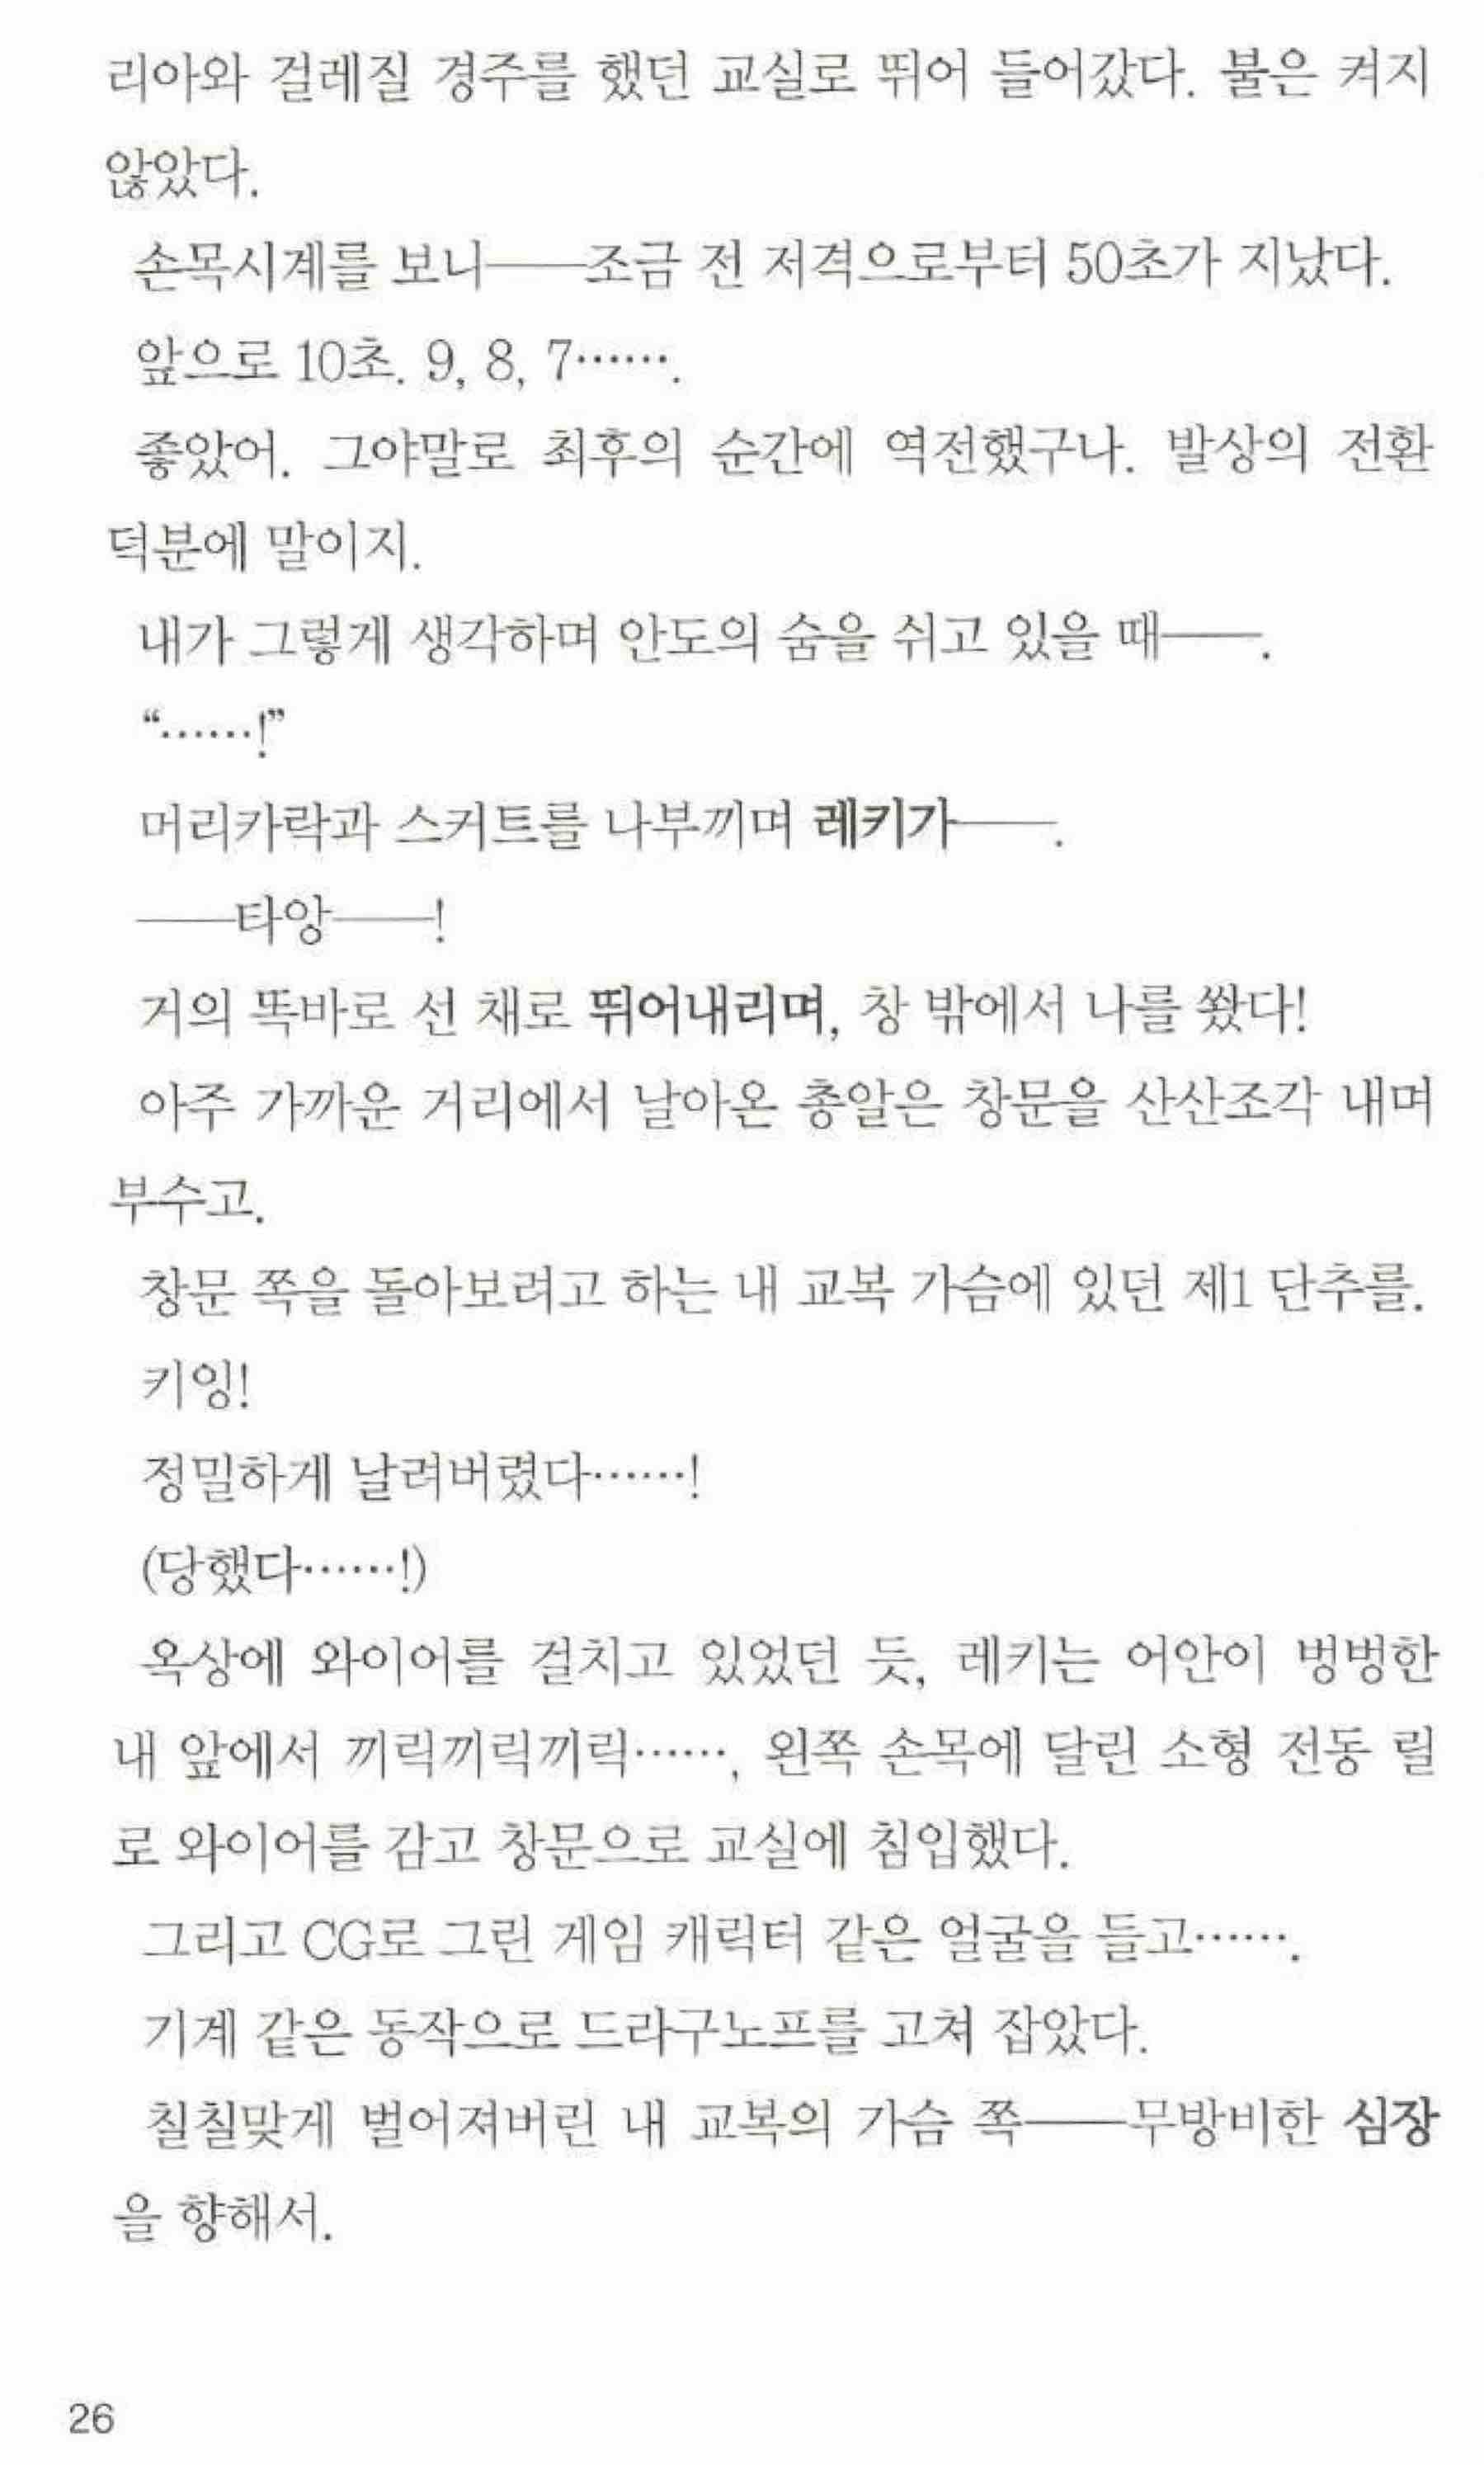 리아와 걸레질 경주를 했던 교실로 뛰어 들어갔다. 불은 켜지
않았다.
손목시계를 보니――조금 전 저격으로부터 50초가 지났다.
앞으로 10초. 9, 8, 7…….
좋았어. 그야말로 최후의 순간에 역전했구나. 발상의 전환
덕분에 말이지.
내가 그렇게 생각하며 안도의 숨을 쉬고 있을 때――.
“……!”
머리카락과 스커트를 나부끼며 레키가――.
――타앙――!
거의 똑바로 선 채로 뛰어내리며, 창 밖에서 나를 쐈다!
아주 가까운 거리에서 날아온 총알은 창문을 산산조각 내며
부수고.
창문 쪽을 돌아보려고 하는 내 교복 가슴에 있던 제1 단추를.
키잉!
정밀하게 날려버렸다……!
(당했다……!)
옥상에 와이어를 걸치고 있었던 듯, 레키는 어안이 벙벙한
내 앞에서 끼릭끼릭끼릭……, 왼쪽 손목에 달린 소형 전동 릴
로 와이어를 감고 창문으로 교실에 침입했다.
그리고 CG로 그린 게임 캐릭터 같은 얼굴을 들고…….
기계 같은 동작으로 드라구노프를 고쳐 잡았다.
칠칠맞게 벌어져버린 내 교복의 가슴 쪽――무방비한 심장
을 향해서.
26